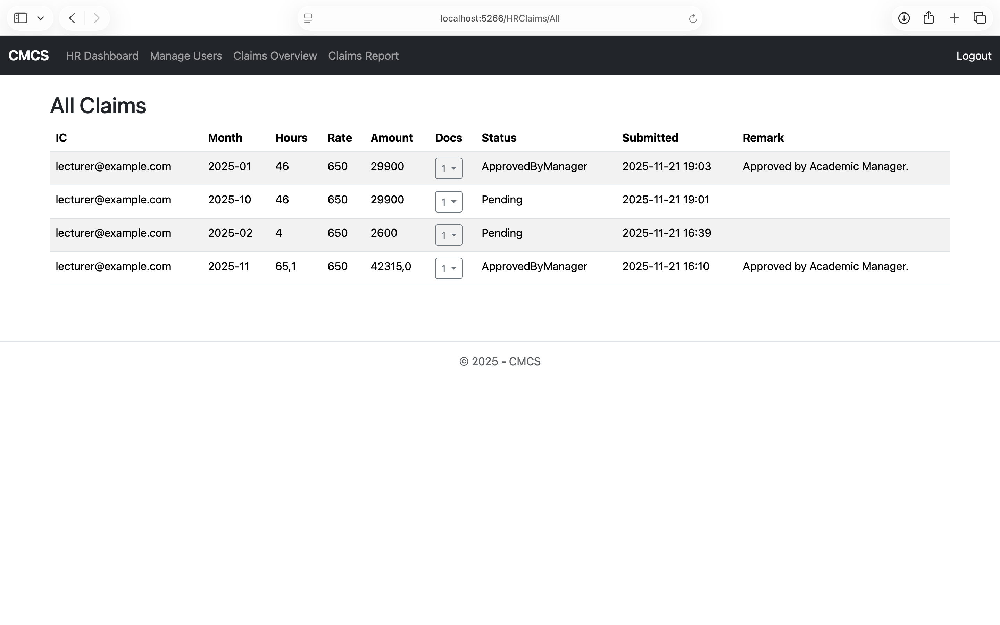 localhost:5266/HRClaims/All
CMCS HR Dashboard Manage Users Claims Overview Claims Report Logout
All Claims
IC Month Hours Rate Amount Docs Status Submitted Remark
lecturer@example.com 2025-01 46 650 29900 1 ApprovedByManager 2025-11-21 19:03 Approved by Academic Manager.
lecturer@example.com 2025-10 46 650 29900 1 Pending 2025-11-21 19:01
lecturer@example.com 2025-02 4 650 2600 1 Pending 2025-11-21 16:39
lecturer@example.com 2025-11 65,1 650 42315,0 1 ApprovedByManager 2025-11-21 16:10 Approved by Academic Manager.
© 2025 - CMCS